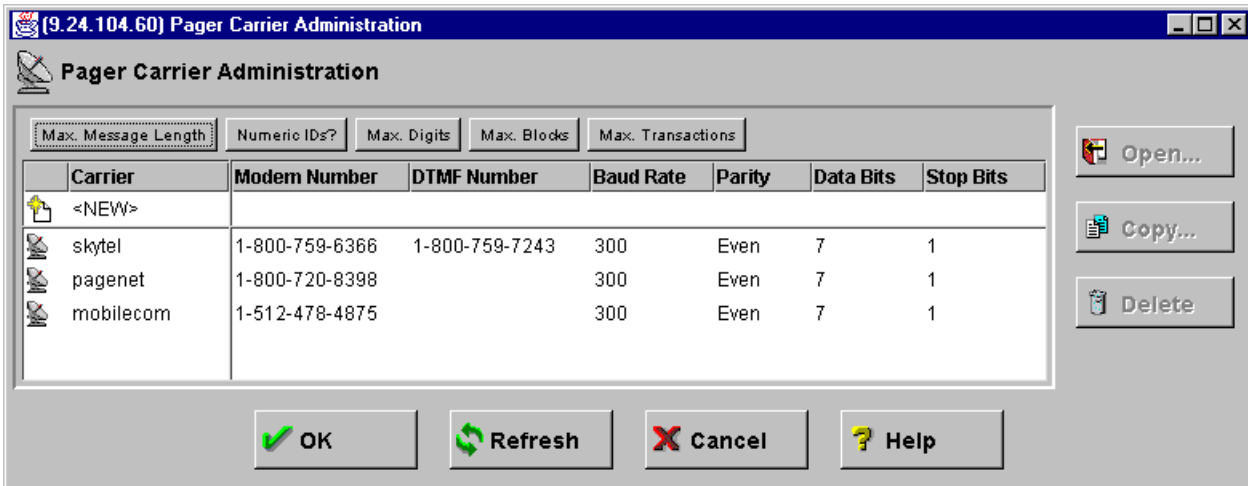 (9.24.104.60) Pager Carrier Administration
Pager Carrier Administration
Max. Message Length Numeric IDs? Max. Digits Max. Blocks Max. Transactions
Carrier Modem Number DTMF Number Baud Rate Parity Data Bits Stop Bits
<NEW>
skytel 1-800-759-6366 1-800-759-7243 300 Even 7 1
pagenet 1-800-720-8398 300 Even 7 1
mobilecom 1-512-478-4875 300 Even 7 1
Open...
Copy...
Delete
OK Refresh Cancel Help